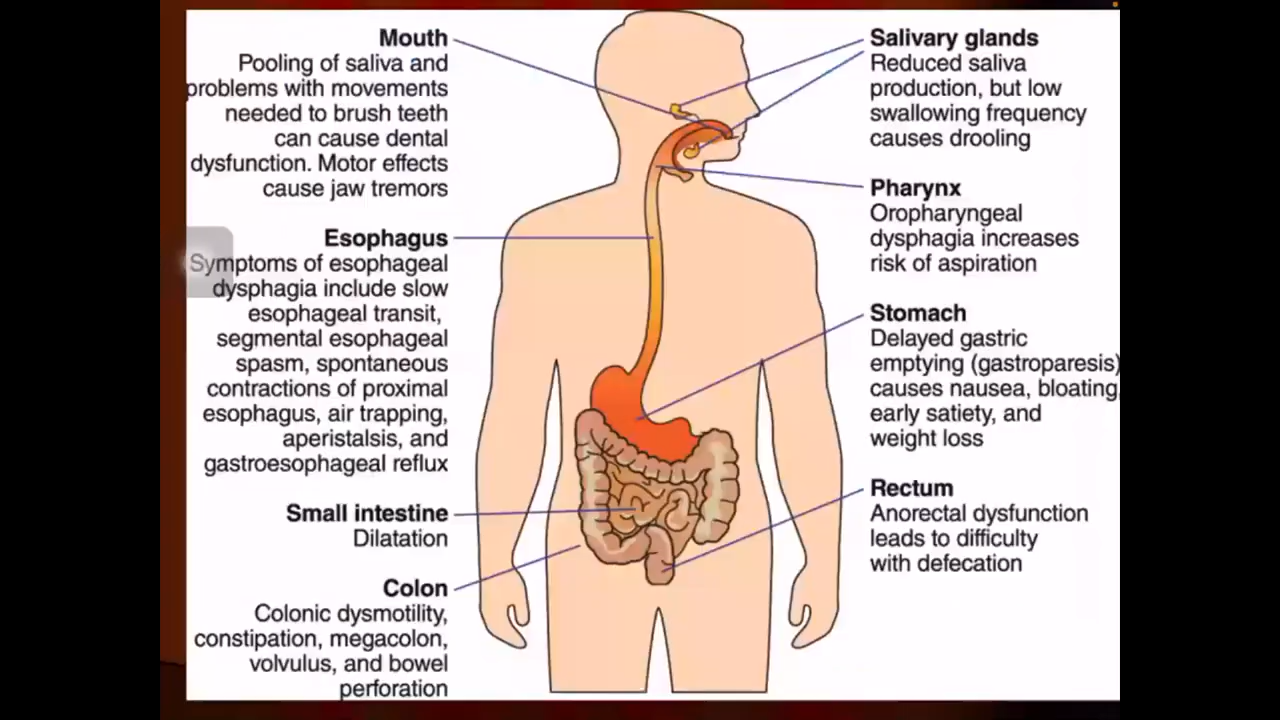 Mouth
Pooling of saliva and
problems with movements
needed to brush teeth
can cause dental
dysfunction. Motor effects
cause jaw tremors
Esophagus
Symptoms of esophageal
dysphagia include slow
esophageal transit,
segmental esophageal
spasm, spontaneous
contractions of proximal
esophagus, air trapping,
aperistalsis, and
gastroesophageal reflux
Small intestine
Dilatation
Colon
Colonic dysmotility,
constipation, megacolon,
volvulus, and bowel
perforation
Salivary glands
Reduced saliva
production, but low
swallowing frequency
causes drooling
Pharynx
Oropharyngeal
dysphagia increases
risk of aspiration
Stomach
Delayed gastric
emptying (gastroparesis)
causes nausea, bloating,
early satiety, and
weight loss
Rectum
Anorectal dysfunction
leads to difficulty
with defecation